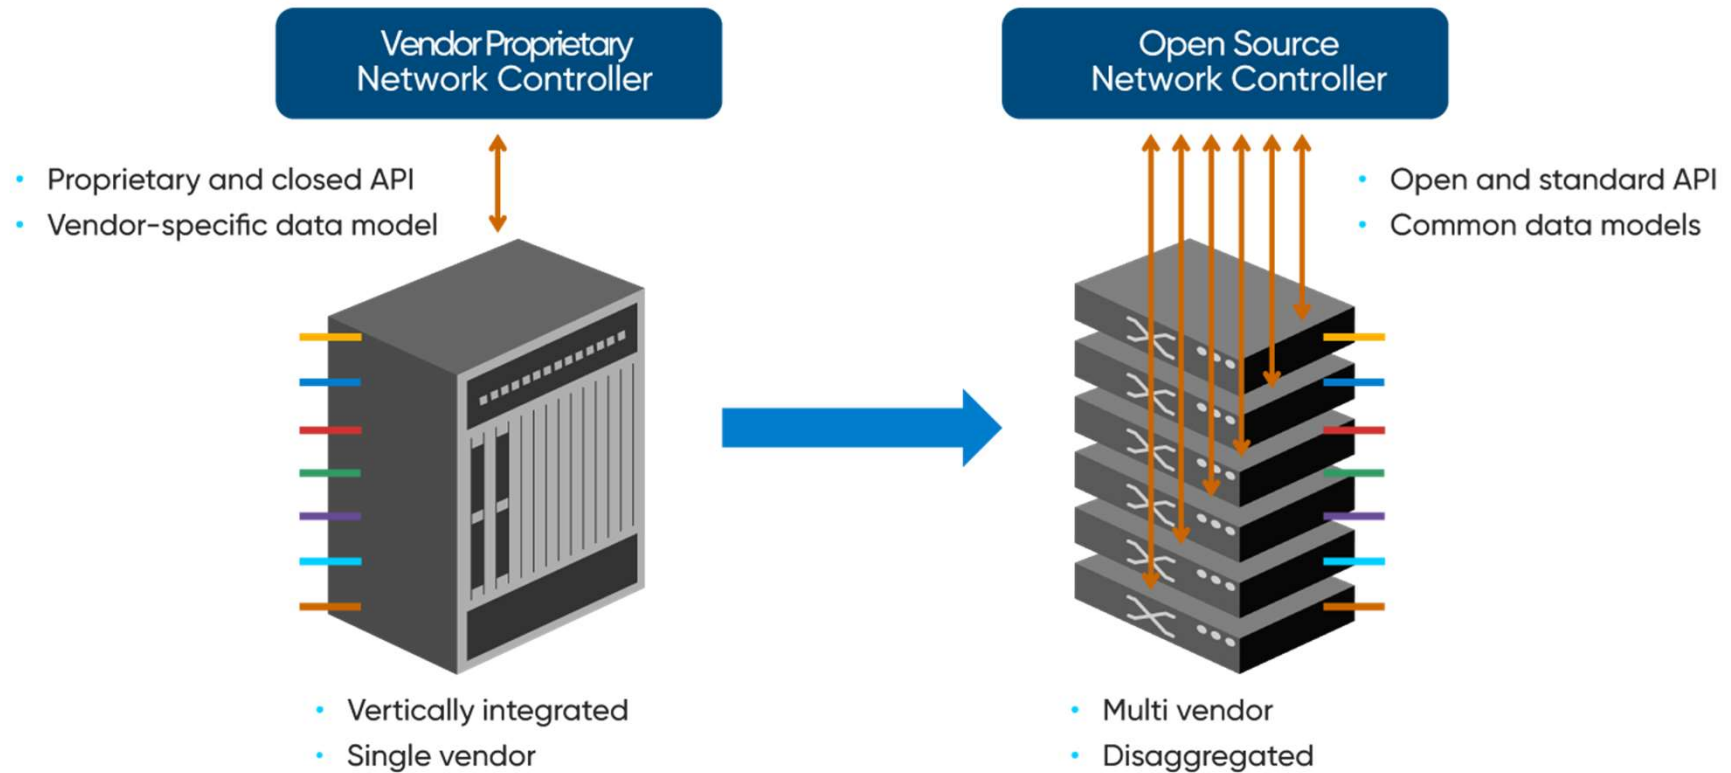 Vendor Proprietary
Network Controller
Open Source
Network Controller
• Proprietary and closed API
• Vendor-specific data model
• Open and standard API
• Common data models
• Vertically integrated
• Single vendor
• Multi vendor
• Disaggregated